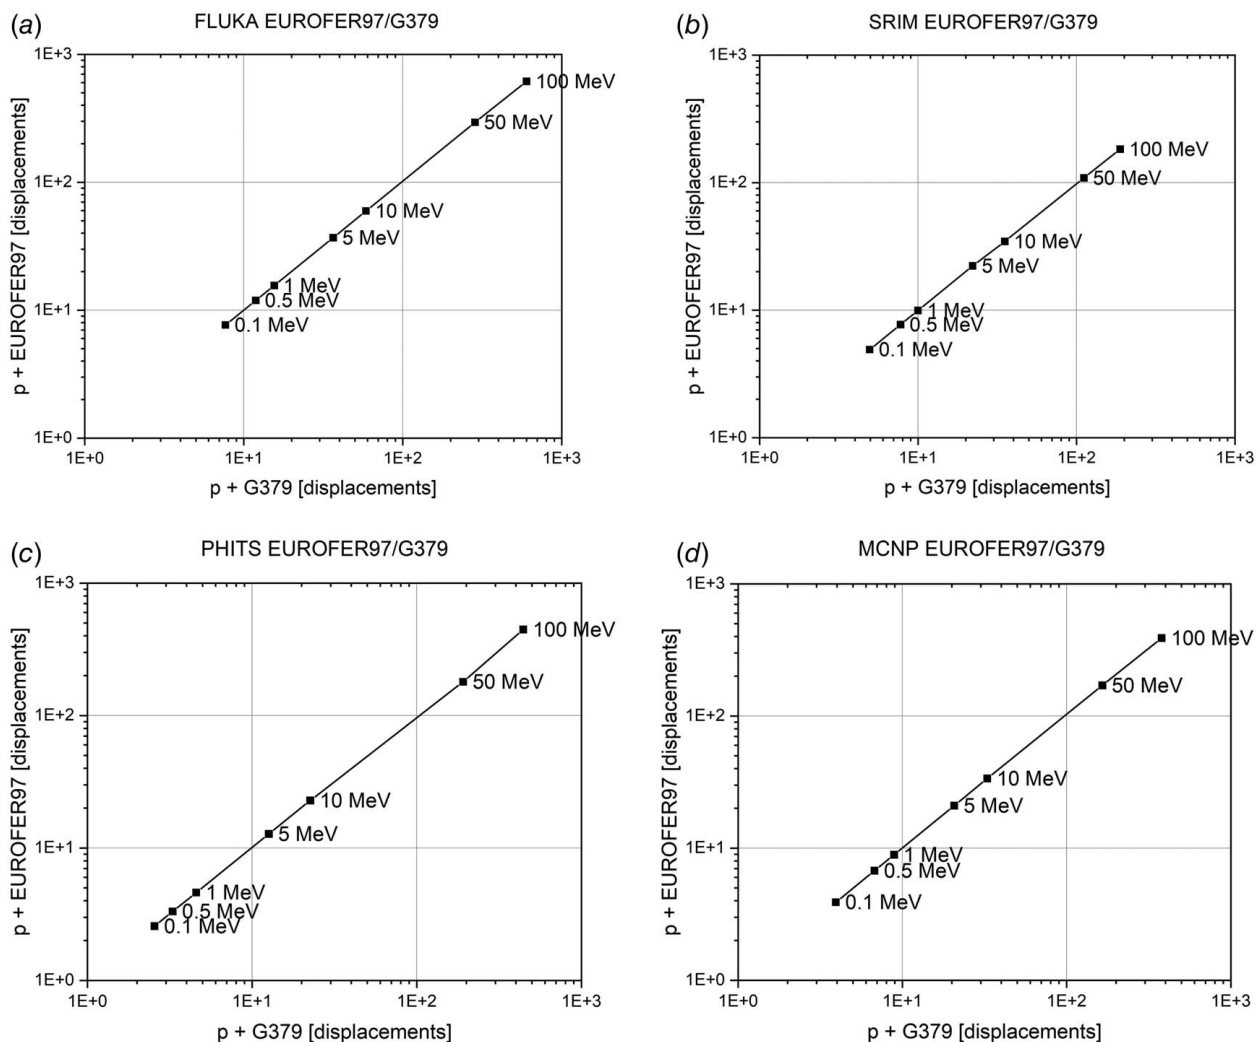 (a)
FLUKA EUROFER97/G379
1E+3
1E+2
1E+1
1E+0
p + EUROFER97 [displacements]
100 MeV
50 MeV
10 MeV
5 MeV
1 MeV
0.5 MeV
0.1 MeV
1E+0 1E+1 1E+2 1E+3
p + G379 [displacements]
(b)
SRIM EUROFER97/G379
1E+3
1E+2
1E+1
1E+0
p + EUROFER97 [displacements]
100 MeV
50 MeV
10 MeV
5 MeV
1 MeV
0.5 MeV
0.1 MeV
1E+0 1E+1 1E+2 1E+3
p + G379 [displacements]
(c)
PHITS EUROFER97/G379
1E+3
1E+2
1E+1
1E+0
p + EUROFER97 [displacements]
100 MeV
50 MeV
10 MeV
5 MeV
1 MeV
0.5 MeV
0.1 MeV
1E+0 1E+1 1E+2 1E+3
p + G379 [displacements]
(d)
MCNP EUROFER97/G379
1E+3
1E+2
1E+1
1E+0
p + EUROFER97 [displacements]
100 MeV
50 MeV
10 MeV
5 MeV
1 MeV
0.5 MeV
0.1 MeV
1E+0 1E+1 1E+2 1E+3
p + G379 [displacements]